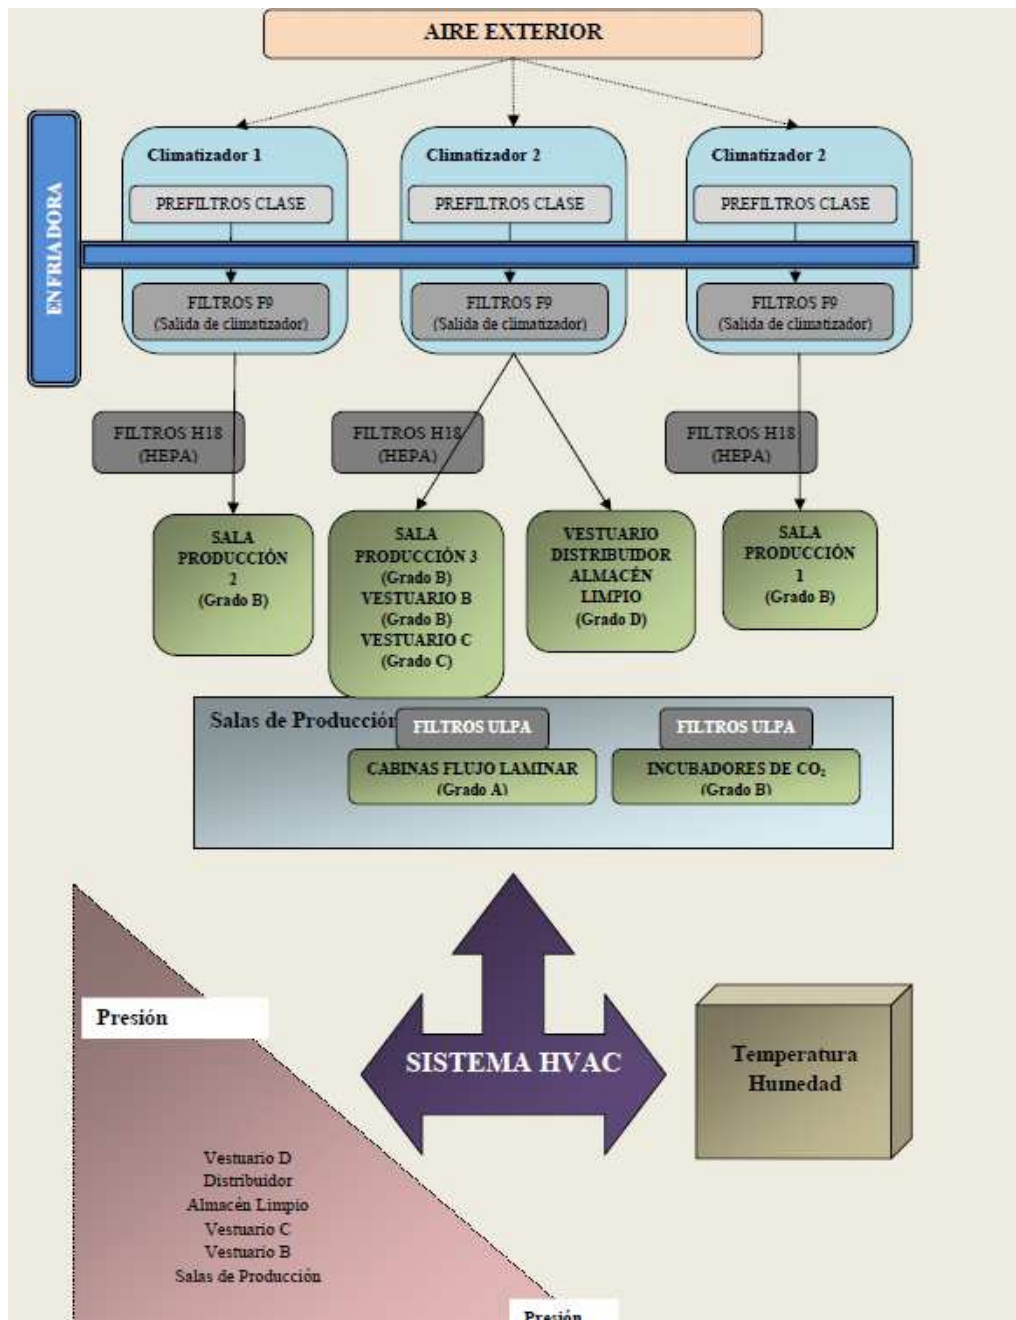 AIRE EXTERIOR
ENFRIADORA
Climatizador 1
PREFILTROS CLASE
FILTROS F9
(Salida de climatizador)
Climatizador 2
PREFILTROS CLASE
FILTROS F9
(Salida de climatizador)
Climatizador 2
PREFILTROS CLASE
FILTROS F9
(Salida de climatizador)
FILTROS H18
(HEPA)
FILTROS H18
(HEPA)
FILTROS H18
(HEPA)
SALA
PRODUCCIÓN
2
(Grado B)
SALA
PRODUCCIÓN 3
(Grado B)
VESTUARIO B
(Grado B)
VESTUARIO C
(Grado C)
VESTUARIO
DISTRIBUIDOR
ALMACÉN
LIMPIO
(Grado D)
SALA
PRODUCCIÓN
1
(Grado B)
Salas de Producción
FILTROS ULPA
CABINAS FLUJO LAMINAR
(Grado A)
FILTROS ULPA
INCUBADORES DE CO₂
(Grado B)
Presión
SISTEMA HVAC
Temperatura
Humedad
Vestuario D
Distribuidor
Almacén Limpio
Vestuario C
Vestuario B
Salas de Producción
Presión